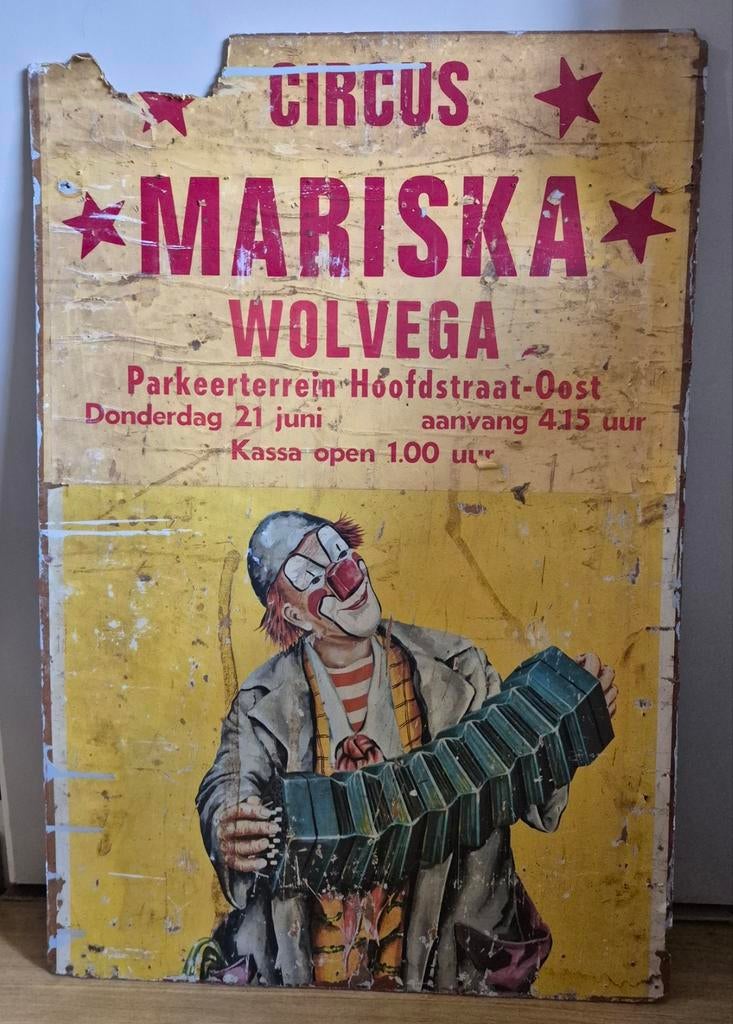 CIRCUS
MARISKA
WOLVEGA
Parkeerterrein Hoofdstraat-Oost
Donderdag 21 juni aanvang 4.15 uur
Kassa open 1.00 uur